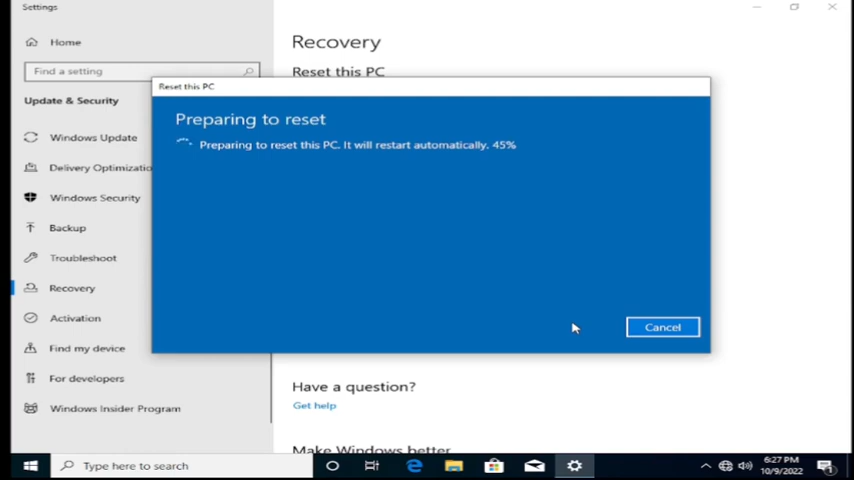 Settings
Home
Find a setting
Update & Security
Windows Update
Delivery Optimizatio
Windows Security
Backup
Troubleshoot
Recovery
Activation
Find my device
For developers
Windows Insider Program
Recovery
Reset this PC
Reset this PC
Preparing to reset
Preparing to reset this PC. It will restart automatically. 45%
Cancel
Have a question?
Get help
Make Windows better
Type here to search
6:27 PM
10/9/2022
1